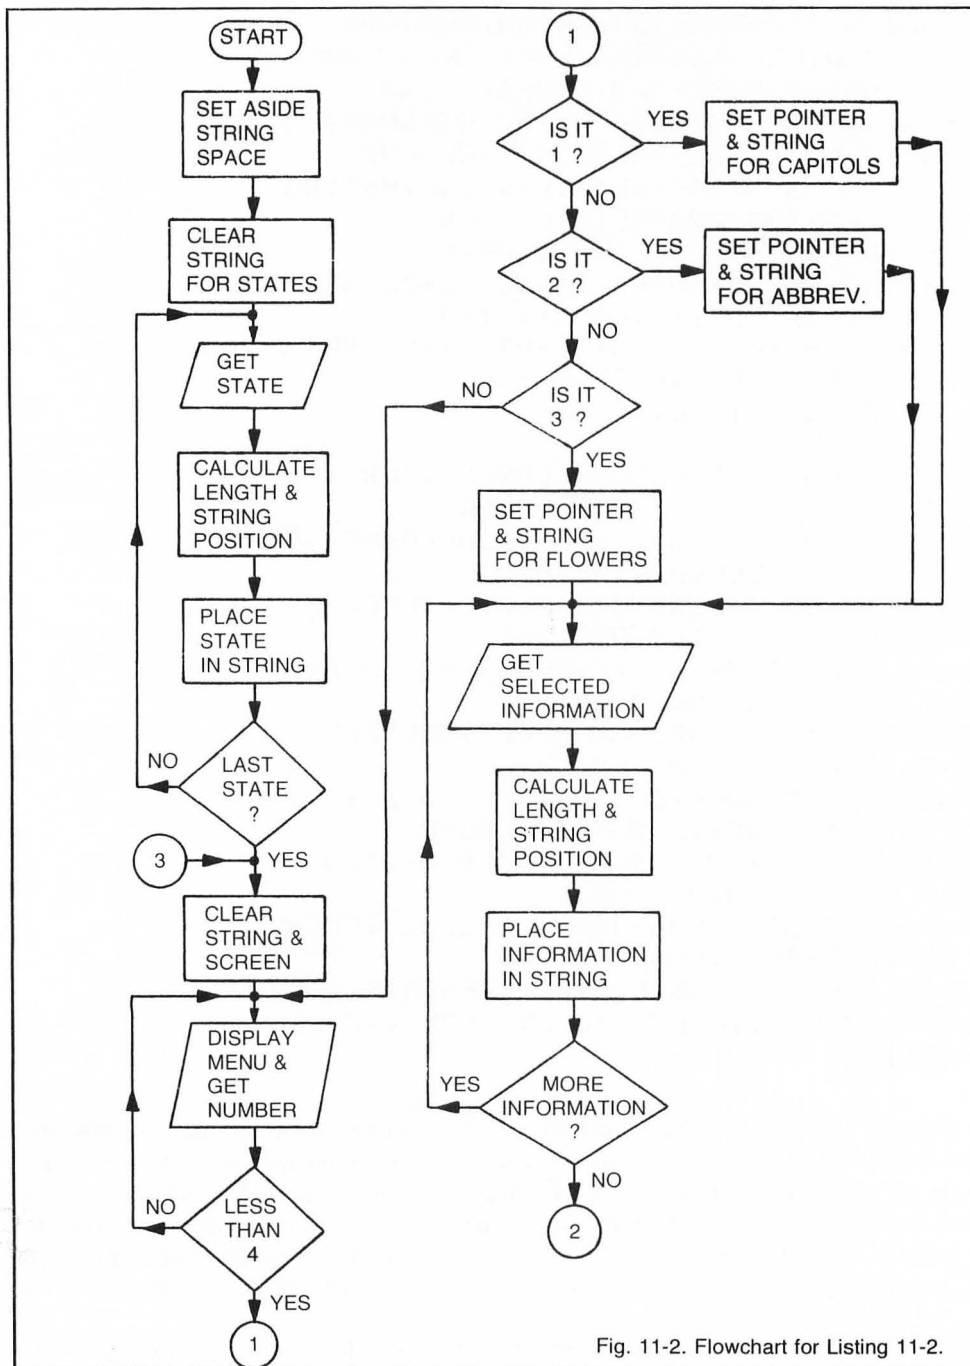 START
SET ASIDE
STRING
SPACE
CLEAR
STRING
FOR STATES
GET
STATE
CALCULATE
LENGTH &
STRING
POSITION
PLACE
STATE
IN STRING
NO
LAST
STATE
?
3
YES
CLEAR
STRING &
SCREEN
DISPLAY
MENU &
GET
NUMBER
NO
LESS
THAN
4
YES
1
1
IS IT
1 ?
YES
SET POINTER
& STRING
FOR CAPITOLS
NO
IS IT
2 ?
YES
SET POINTER
& STRING
FOR ABBREV.
NO
NO
IS IT
3 ?
YES
SET POINTER
& STRING
FOR FLOWERS
GET
SELECTED
INFORMATION
CALCULATE
LENGTH &
STRING
POSITION
PLACE
INFORMATION
IN STRING
YES
MORE
INFORMATION
?
NO
2
Fig. 11-2. Flowchart for Listing 11-2.